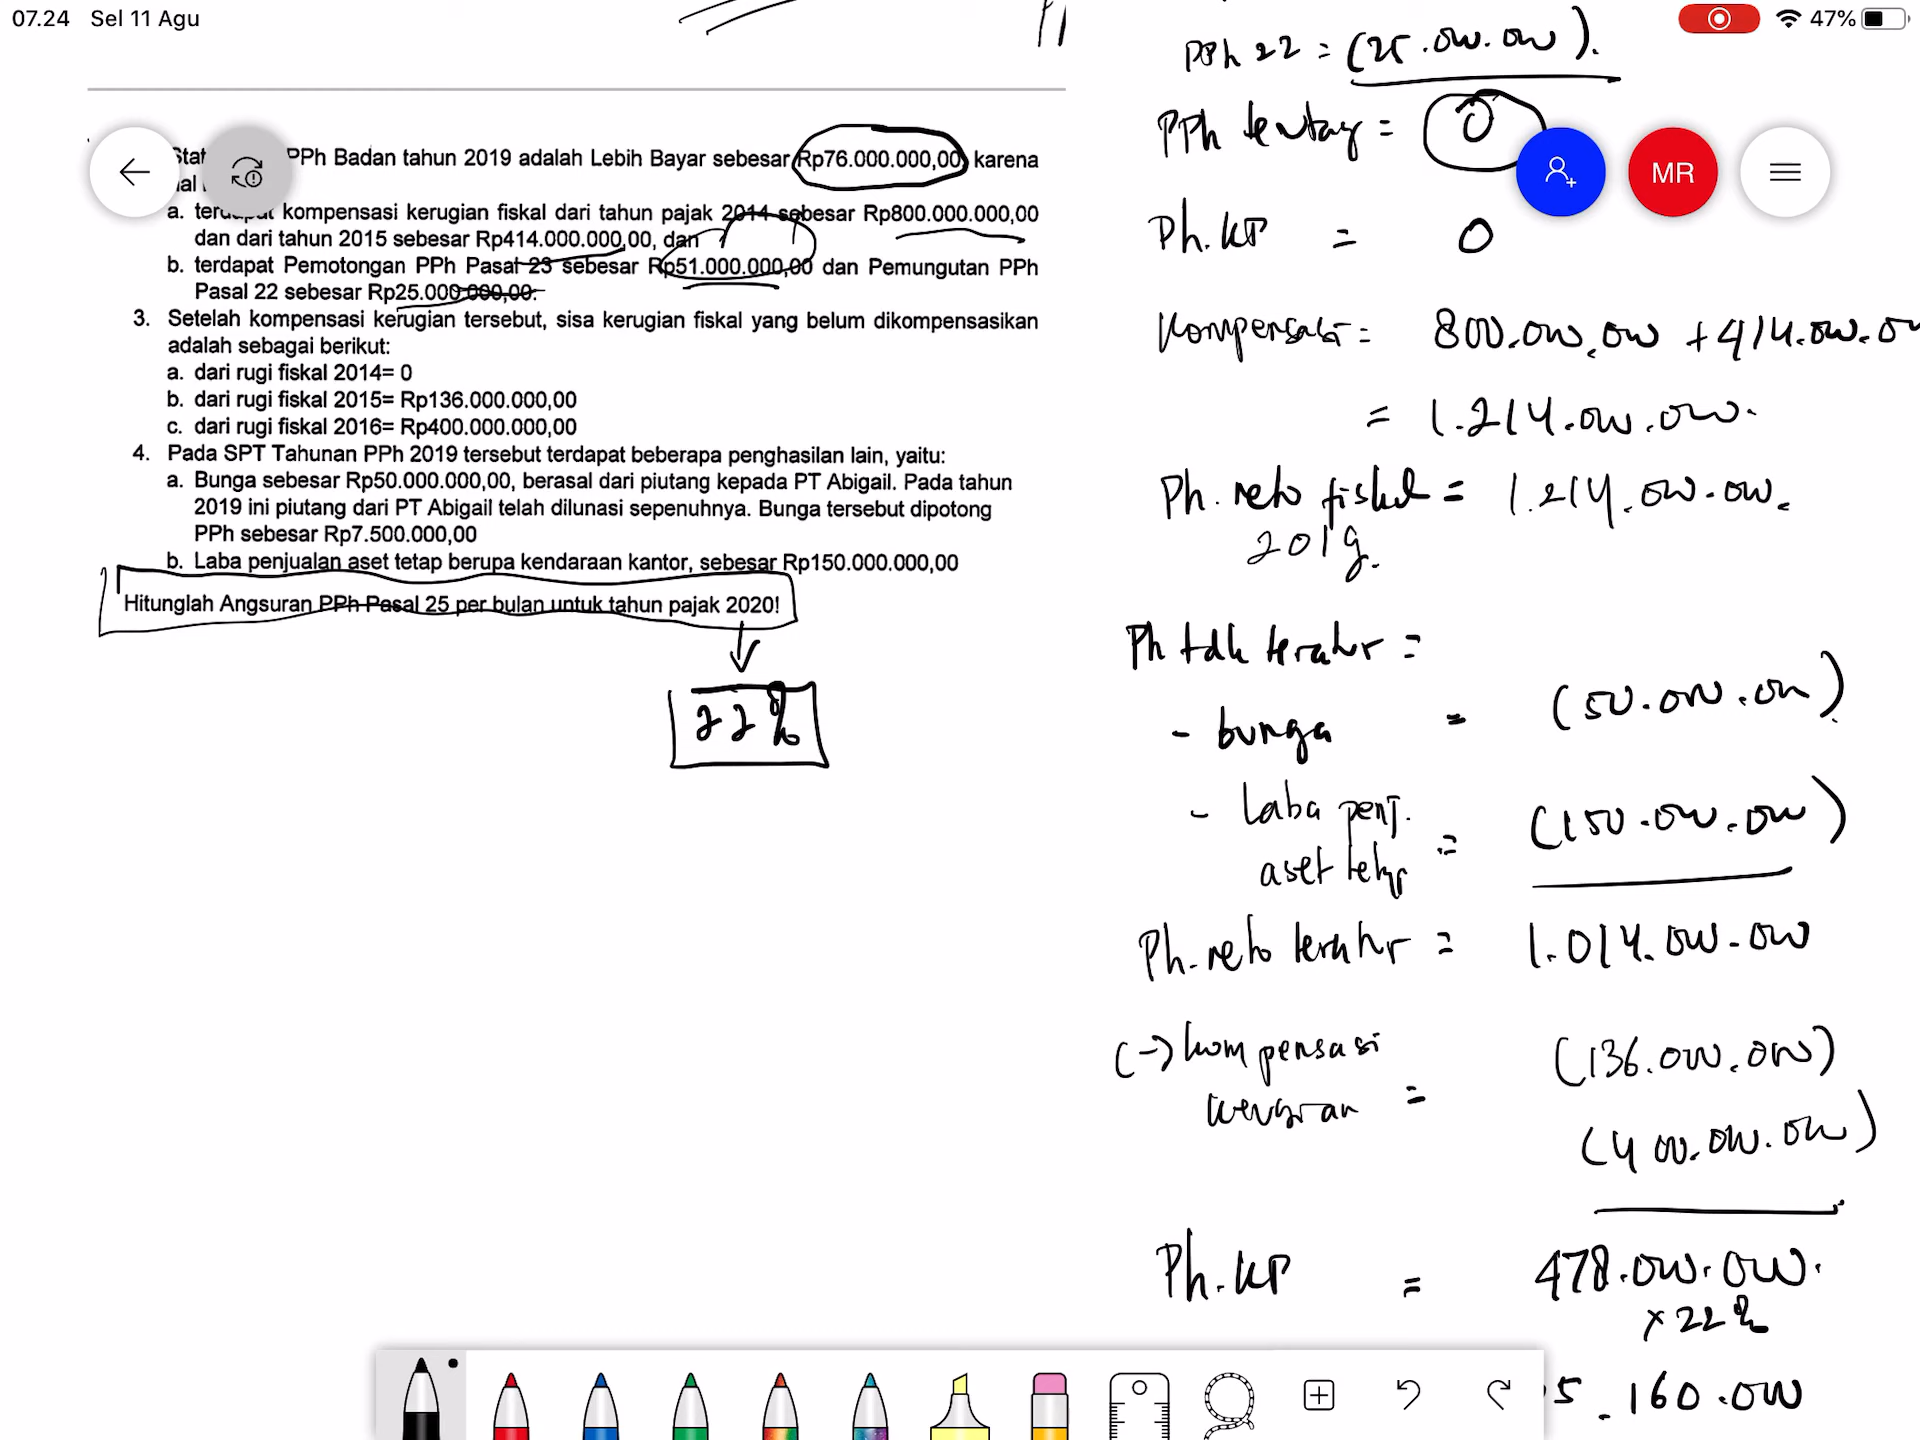 07.24 Sel 11 Agu
47%
PPh Badan tahun 2019 adalah Lebih Bayar sebesar Rp76.000.000,00 karena
a. terdapat kompensasi kerugian fiskal dari tahun pajak 2014 sebesar Rp800.000.000,00
dan dari tahun 2015 sebesar Rp414.000.000,00, dan
b. terdapat Pemotongan PPh Pasal 23 sebesar Rp51.000.000,00 dan Pemungutan PPh
Pasal 22 sebesar Rp25.000.000,00.
3. Setelah kompensasi kerugian tersebut, sisa kerugian fiskal yang belum dikompensasikan
adalah sebagai berikut:
a. dari rugi fiskal 2014= 0
b. dari rugi fiskal 2015= Rp136.000.000,00
c. dari rugi fiskal 2016= Rp400.000.000,00
4. Pada SPT Tahunan PPh 2019 tersebut terdapat beberapa penghasilan lain, yaitu:
a. Bunga sebesar Rp50.000.000,00, berasal dari piutang kepada PT Abigail. Pada tahun
2019 ini piutang dari PT Abigail telah dilunasi sepenuhnya. Bunga tersebut dipotong
PPh sebesar Rp7.500.000,00
b. Laba penjualan aset tetap berupa kendaraan kantor, sebesar Rp150.000.000,00
Hitunglah Angsuran PPh Pasal 25 per bulan untuk tahun pajak 2020!
22%
PPh 22 = (25.000.000).
PPh terutang = 0
MR
Ph.KP = 0
Kompensasi = 800.000.000 + 414.000.00
= 1.214.000.000.
Ph. neto fiskal = 1.214.000.000.
2019.
Ph tdk teratur =
- bunga = (50.000.000)
- Laba penj.
aset tetap = (150.000.000)
Ph. neto teratur = 1.014.000.000
(-) kompensasi (136.000.000)
kerugian = (400.000.000)
Ph.KP = 478.000.000.
x 22%
5.160.000